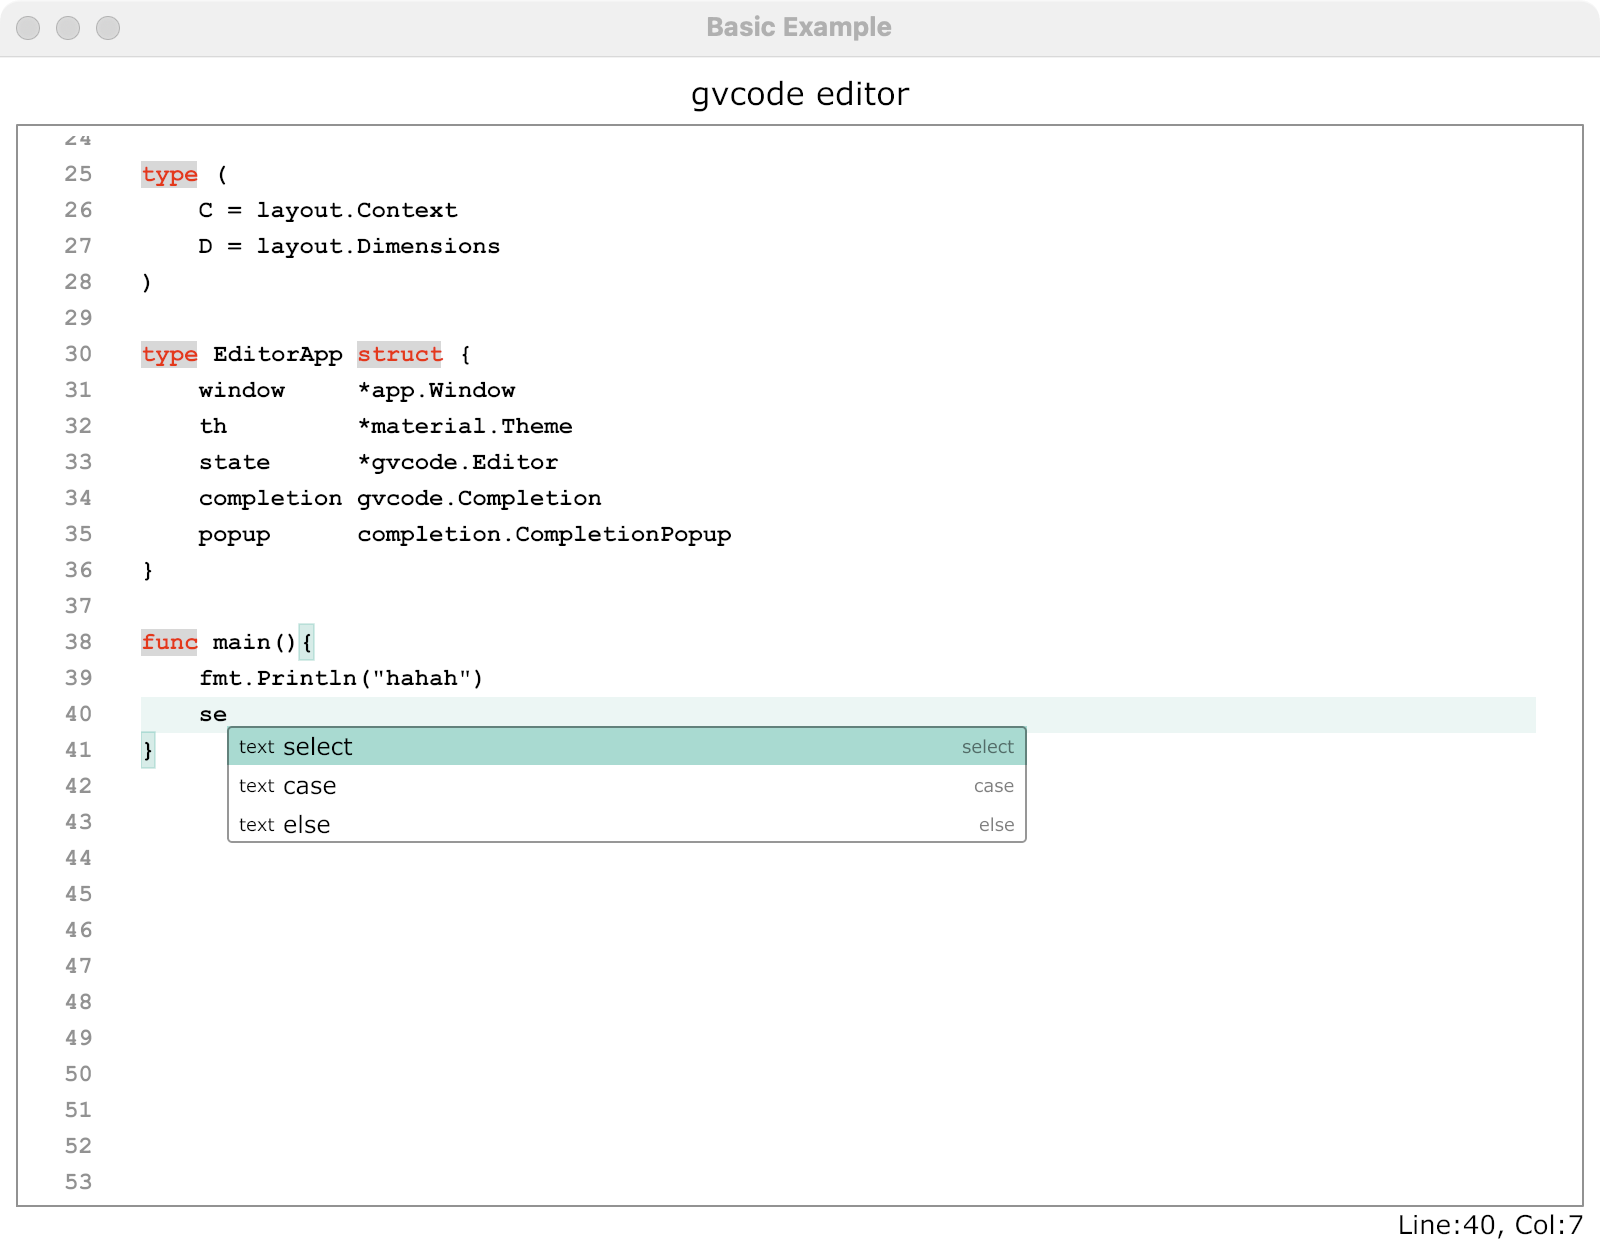 Basic Example
gvcode editor
24
25 type (
26 C = layout.Context
27 D = layout.Dimensions
28 )
29
30 type EditorApp struct {
31 window *app.Window
32 th *material.Theme
33 state *gvcode.Editor
34 completion gvcode.Completion
35 popup completion.CompletionPopup
36 }
37
38 func main(){
39 fmt.Println("hahah")
40 se
41 }
text select select
42
text case case
43
text else else
44
45
46
47
48
49
50
51
52
53
Line:40, Col:7